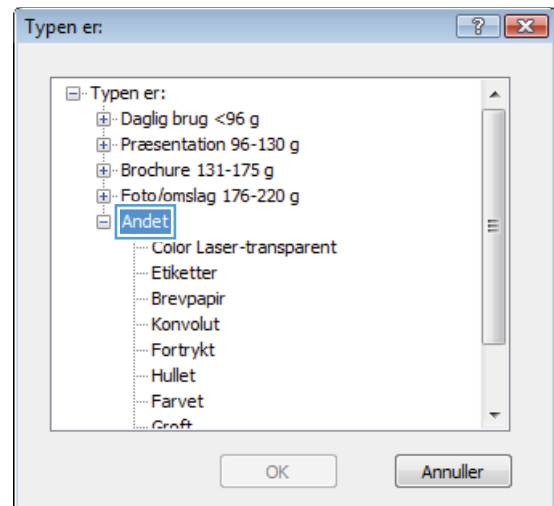 Typen er:
Typen er:
Daglig brug <96 g
Præsentation 96-130 g
Brochure 131-175 g
Foto/omslag 176-220 g
Andet
Color Laser-transparent
Etiketter
Brevpapir
Konvolut
Fortrykt
Hullet
Farvet
Groft
OK
Annuller